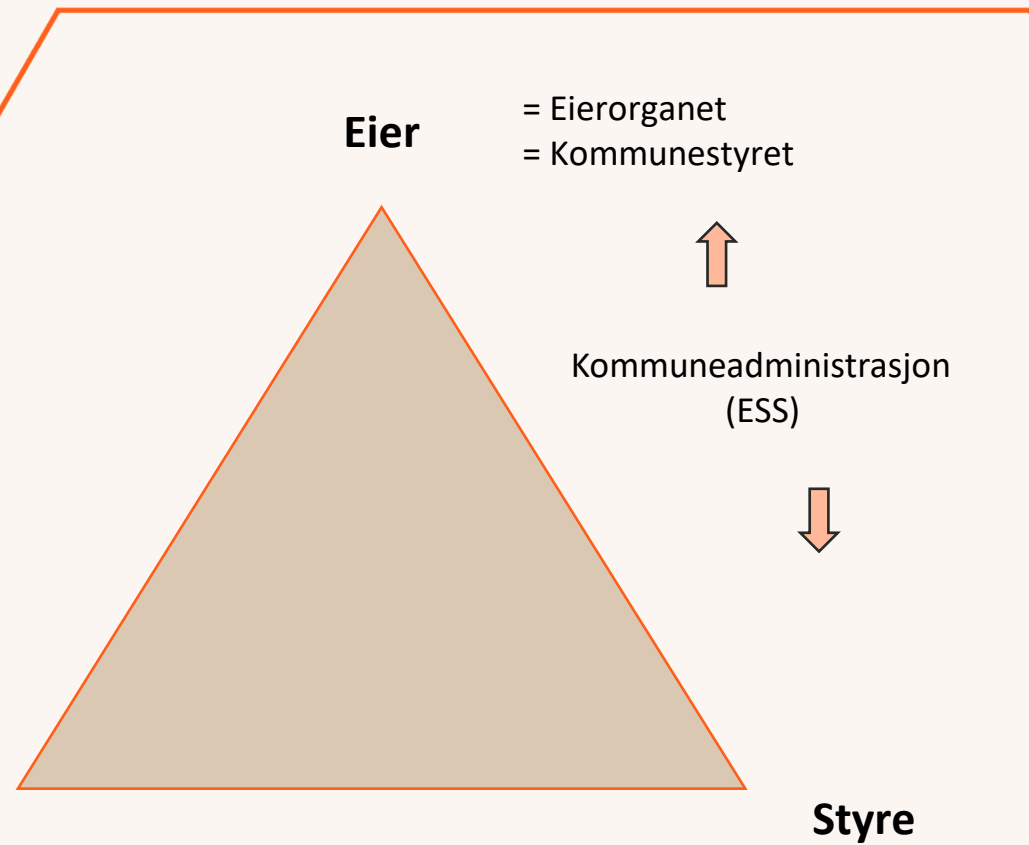 Eier
= Eierorganet
= Kommunestyret
Kommuneadministrasjon
(ESS)
Styre